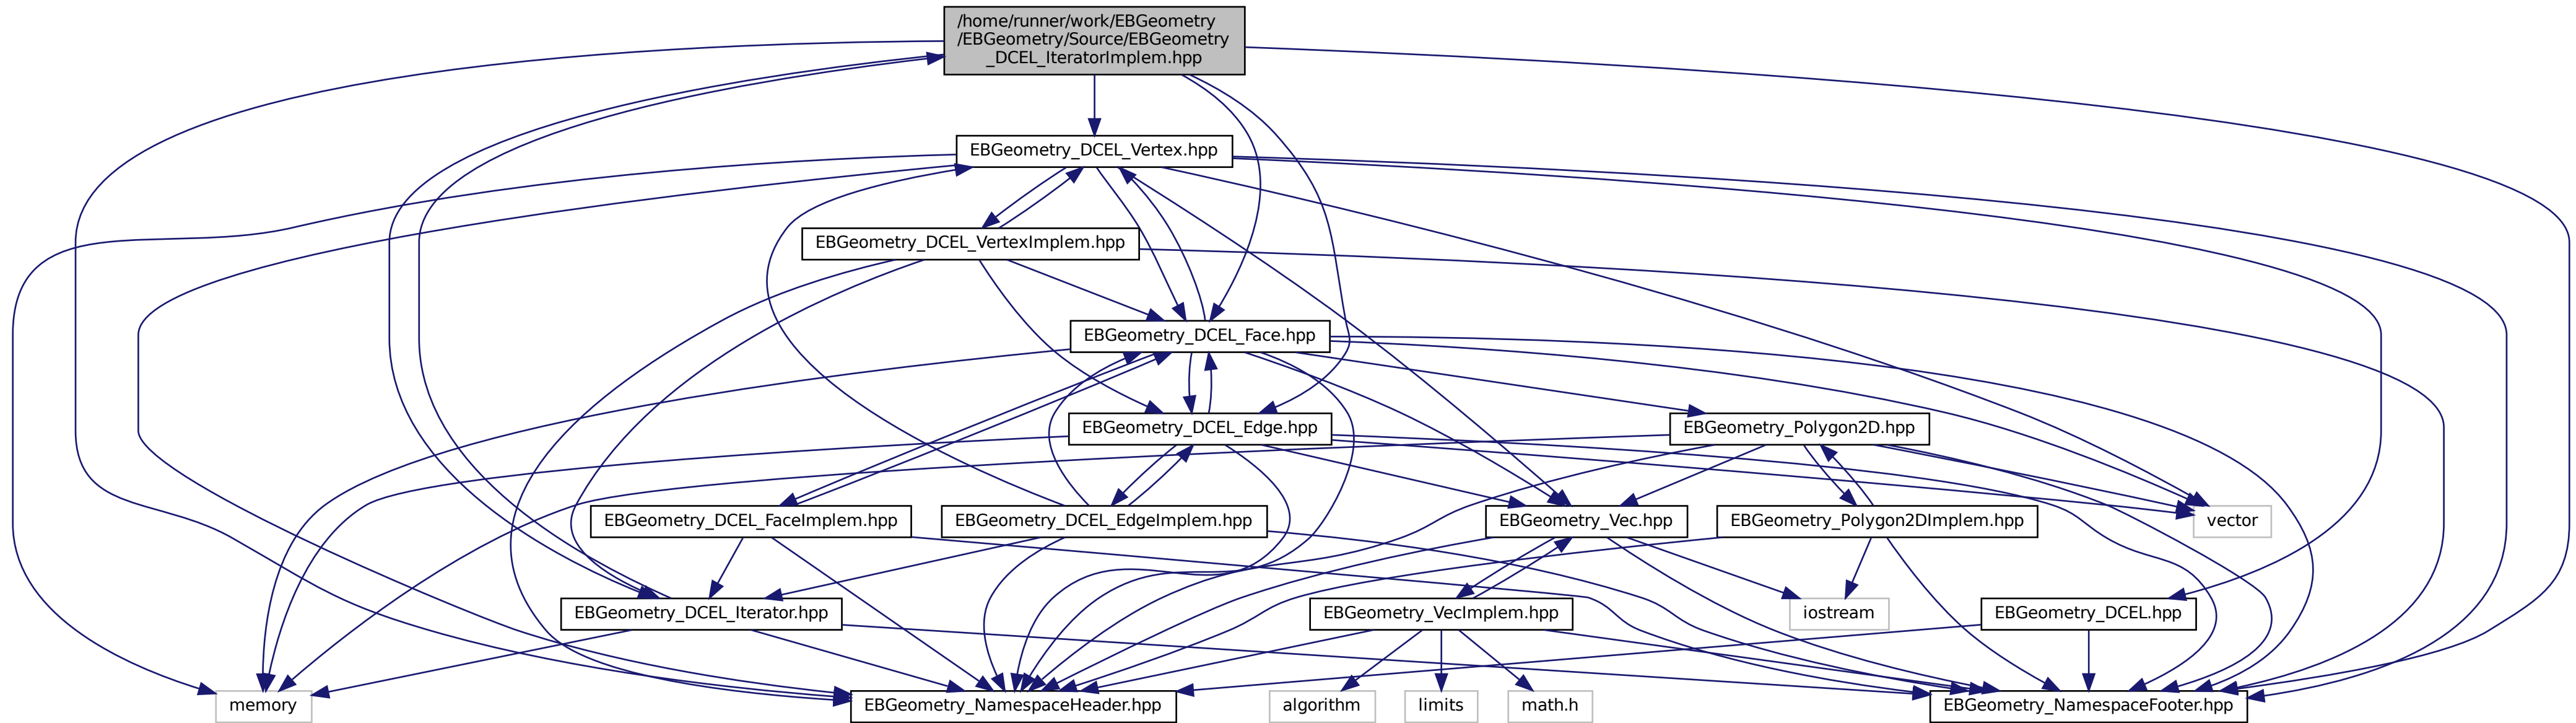 /home/runner/work/EBGeometry
/EBGeometry/Source/EBGeometry
_DCEL_IteratorImplem.hpp
EBGeometry_DCEL_Vertex.hpp
EBGeometry_DCEL_VertexImplem.hpp
EBGeometry_DCEL_Face.hpp
EBGeometry_DCEL_Edge.hpp
EBGeometry_Polygon2D.hpp
EBGeometry_DCEL_FaceImplem.hpp
EBGeometry_DCEL_EdgeImplem.hpp
EBGeometry_Vec.hpp
EBGeometry_Polygon2DImplem.hpp
vector
EBGeometry_DCEL_Iterator.hpp
EBGeometry_VecImplem.hpp
iostream
EBGeometry_DCEL.hpp
memory
EBGeometry_NamespaceHeader.hpp
algorithm
limits
math.h
EBGeometry_NamespaceFooter.hpp